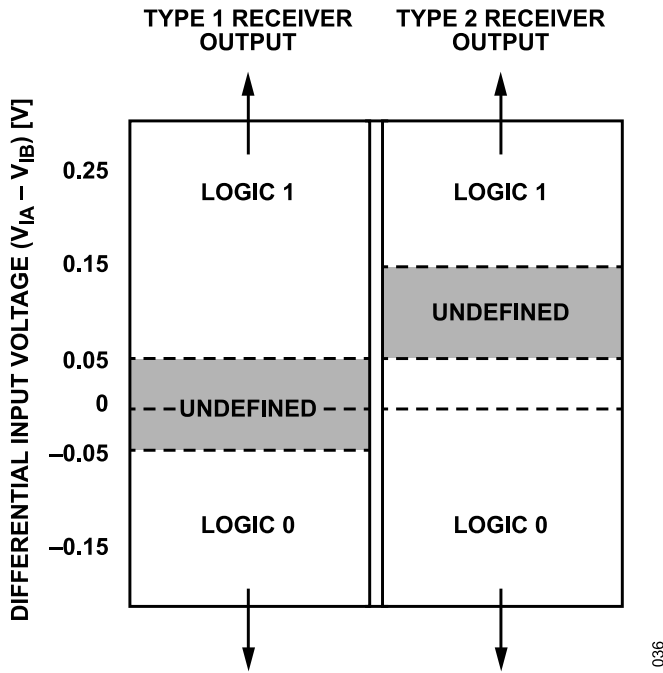 TYPE 1 RECEIVER
OUTPUT
TYPE 2 RECEIVER
OUTPUT
DIFFERENTIAL INPUT VOLTAGE (VIA – VIB) [V]
0.25
0.15
0.05
0
–0.05
–0.15
LOGIC 1
UNDEFINED
LOGIC 0
LOGIC 1
UNDEFINED
LOGIC 0
036